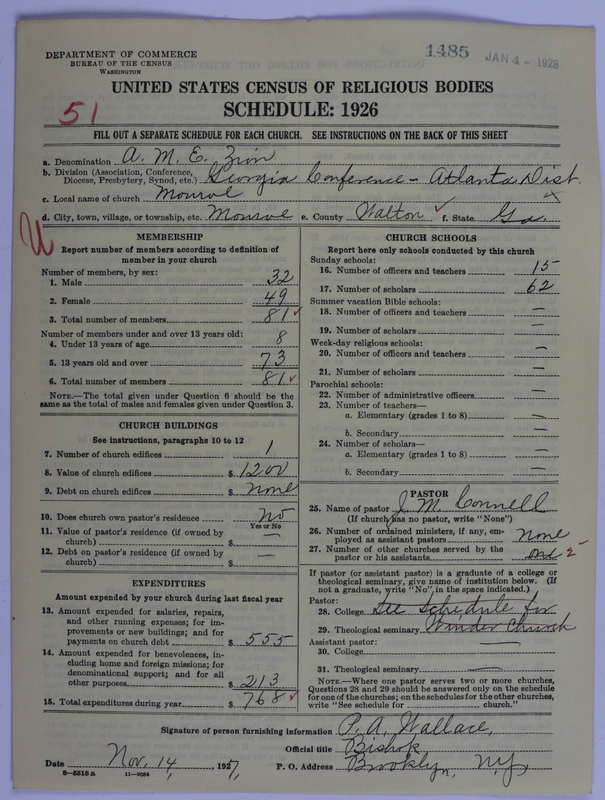 DEPARTMENT OF COMMERCE
BUREAU OF THE CENSUS
WASHINGTON
1485
JAN 4 - 1928
UNITED STATES CENSUS OF RELIGIOUS BODIES
SCHEDULE: 1926
51
FILL OUT A SEPARATE SCHEDULE FOR EACH CHURCH. SEE INSTRUCTIONS ON THE BACK OF THIS SHEET
a. Denomination A. M. E. Zion
b. Division (Association, Conference, Diocese, Presbytery, Synod, etc.) Georgia Conference - Atlanta Dist.
c. Local name of church Monroe
d. City, town, village, or township, etc. Monroe e. County Walton f. State Ga
MEMBERSHIP
Report number of members according to definition of
member in your church
Number of members, by sex:
1. Male 32
2. Female 49
3. Total number of members 81
Number of members under and over 13 years old:
4. Under 13 years of age 8
5. 13 years old and over 73
6. Total number of members 81
NOTE.—The total given under Question 6 should be the
same as the total of males and females given under Question 3.
CHURCH BUILDINGS
See instructions, paragraphs 10 to 12
7. Number of church edifices 1
8. Value of church edifices $ 1200
9. Debt on church edifices $ none
10. Does church own pastor's residence no
Yes or No
11. Value of pastor's residence (if owned by
church) $ —
12. Debt on pastor's residence (if owned by
church) $ —
EXPENDITURES
Amount expended by your church during last fiscal year
13. Amount expended for salaries, repairs,
and other running expenses; for im-
provements or new buildings; and for
payments on church debt $ 555
14. Amount expended for benevolences, in-
cluding home and foreign missions; for
denominational support; and for all
other purposes $ 213
15. Total expenditures during year $ 768
CHURCH SCHOOLS
Report here only schools conducted by this church
Sunday schools:
16. Number of officers and teachers 15
17. Number of scholars 62
Summer vacation Bible schools:
18. Number of officers and teachers —
19. Number of scholars —
Week-day religious schools:
20. Number of officers and teachers —
21. Number of scholars —
Parochial schools:
22. Number of administrative officers —
23. Number of teachers—
a. Elementary (grades 1 to 8) —
b. Secondary —
24. Number of scholars—
a. Elementary (grades 1 to 8) —
b. Secondary —
PASTOR
25. Name of pastor J. M. Connell
(If church has no pastor, write "None")
26. Number of ordained ministers, if any, em-
ployed as assistant pastors none
27. Number of other churches served by the
pastor or his assistants one 2
If pastor (or assistant pastor) is a graduate of a college or
theological seminary, give name of institution below. (If
not a graduate, write "No", in the space indicated.)
Pastor:
28. College See Schedule for
29. Theological seminary Winder Church
Assistant pastor:
30. College —
31. Theological seminary —
NOTE.—Where one pastor serves two or more churches,
Questions 28 and 29 should be answered only on the schedule
for one of the churches; on the schedules for the other churches,
write "See schedule for church."
Signature of person furnishing information P. A. Wallace,
Official title Bishop
Date Nov. 14, 1927, P. O. Address Brooklyn, N.Y.
8—5518 a 11—9034